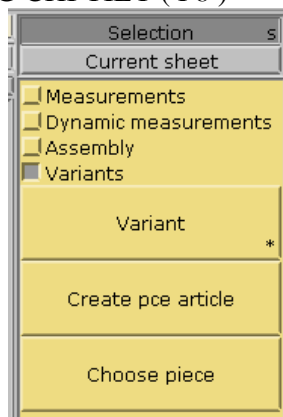 Selection s
Current sheet
Measurements
Dynamic measurements
Assembly
Variants
Variant
*
Create pce article
Choose piece